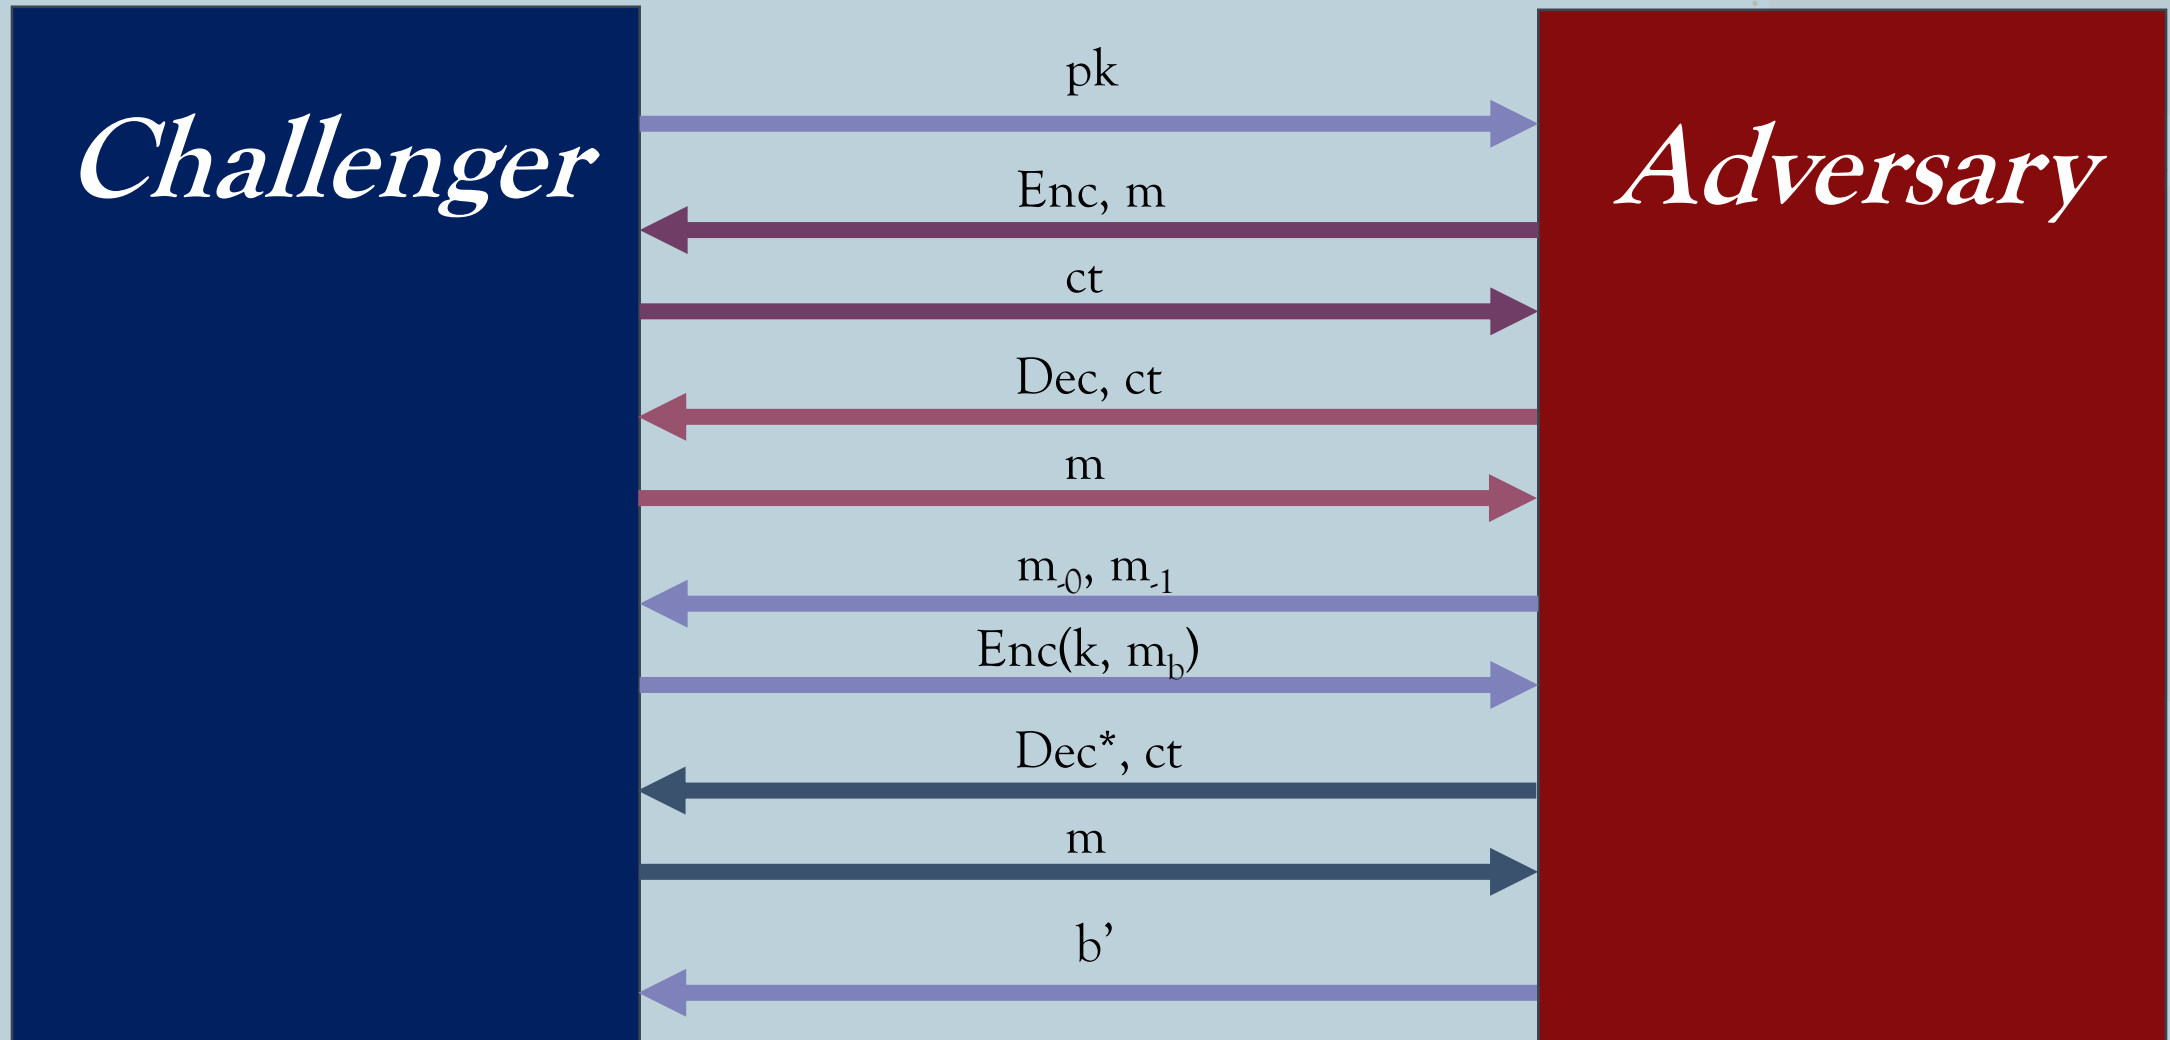 Challenger
Adversary
pk
Enc, m
ct
Dec, ct
m
m-0, m-1
Enc(k, mb)
Dec*, ct
m
b’